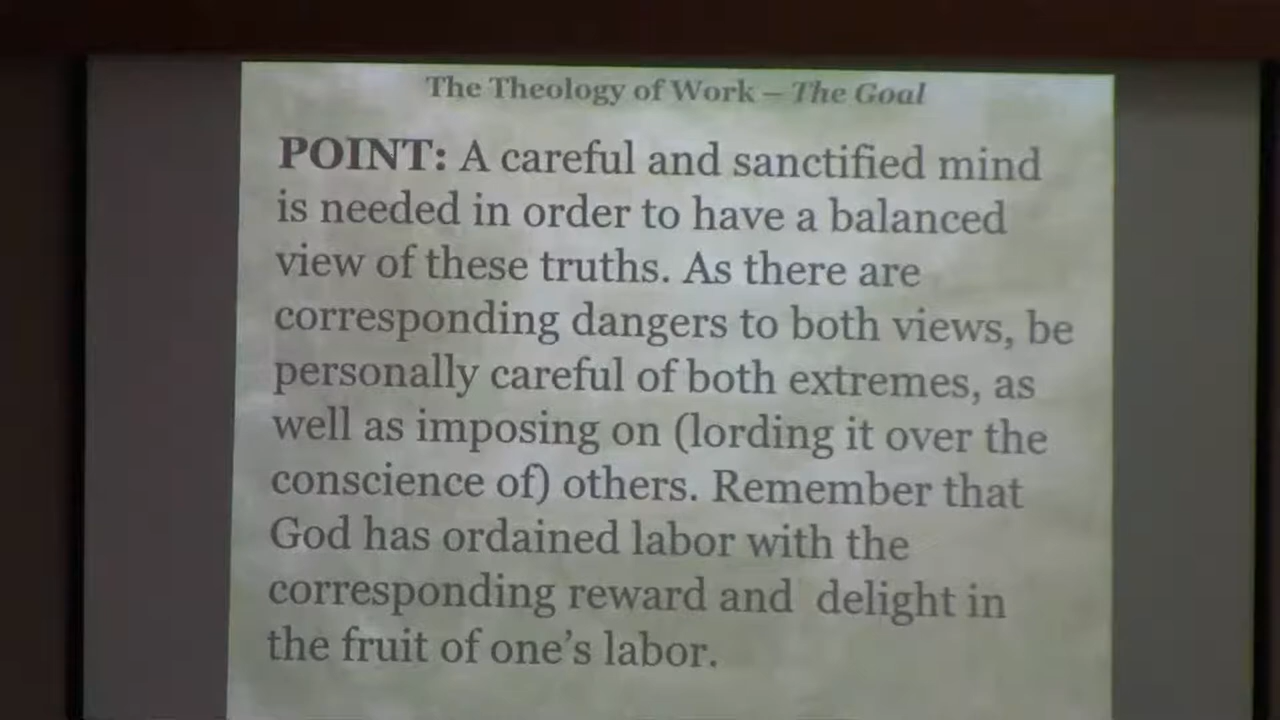 The Theology of Work – The Goal
POINT: A careful and sanctified mind
is needed in order to have a balanced
view of these truths. As there are
corresponding dangers to both views, be
personally careful of both extremes, as
well as imposing on (lording it over the
conscience of) others. Remember that
God has ordained labor with the
corresponding reward and  delight in
the fruit of one’s labor.